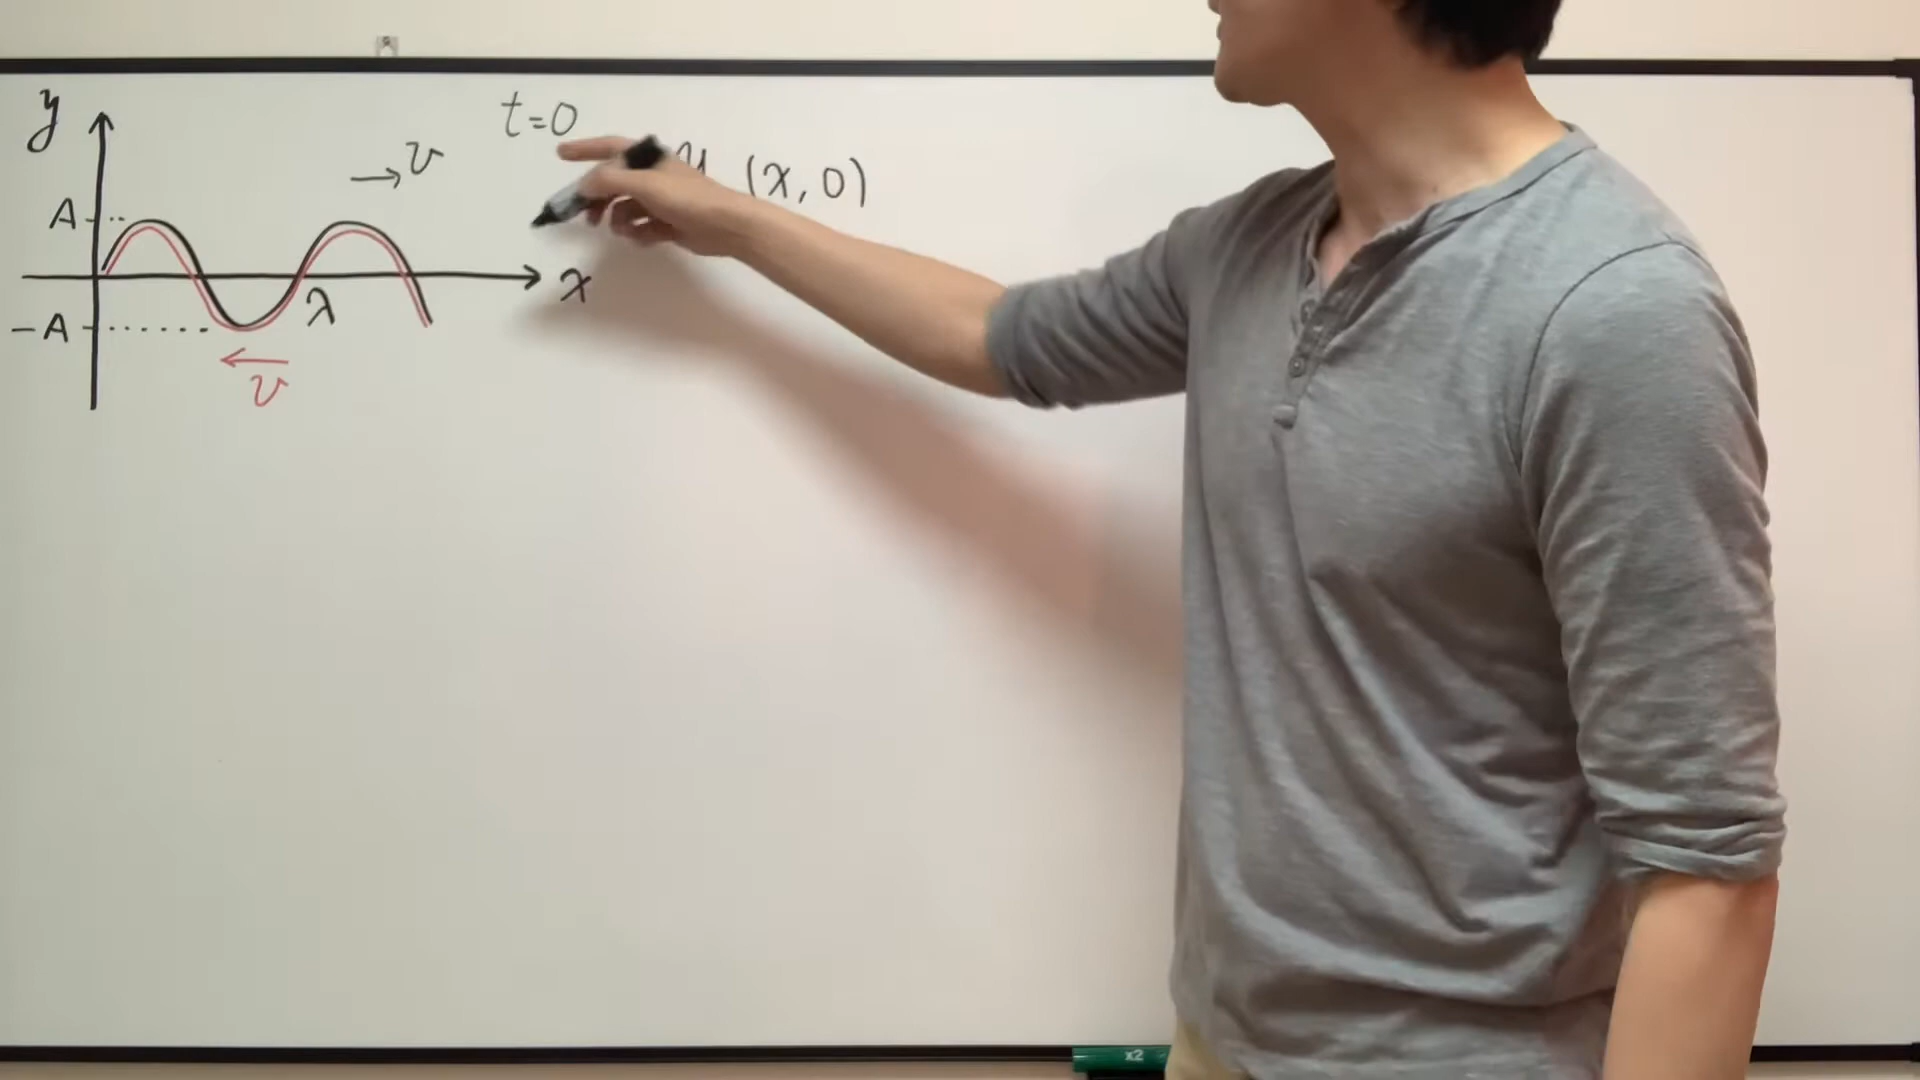 y
t=0
v
y (x, 0)
A
x
λ
-A
v
x2